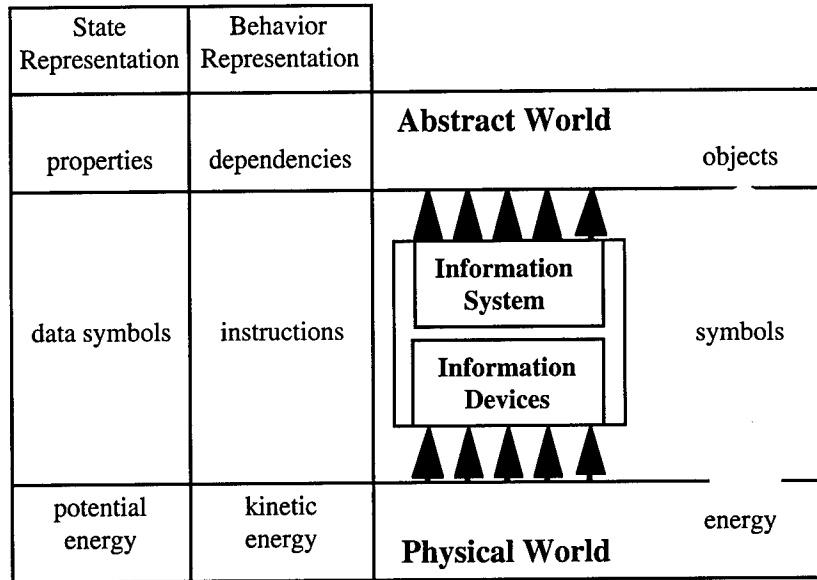 State
Representation
Behavior
Representation
Abstract World
properties
dependencies
objects
Information
System
data symbols
instructions
symbols
Information
Devices
potential
energy
kinetic
energy
energy
Physical World